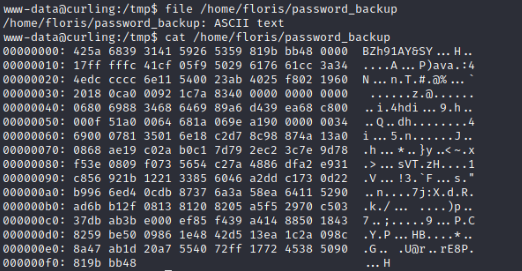 www-data@curling:/tmp$ file /home/floris/password_backup
/home/floris/password_backup: ASCII text
www-data@curling:/tmp$ cat /home/floris/password_backup
00000000: 425a 6839 3141 5926 5359 819b bb48 0000  BZh91AY&SY...H..
00000010: 17ff fffc 41cf 05f9 5029 6176 61cc 3a34  ....A...P)ava.:4
00000020: 4edc cccc 6e11 5400 23ab 4025 f802 1960  N...n.T.#.@%...`
00000030: 2018 0ca0 0092 1c7a 8340 0000 0000 0000   ......z.@......
00000040: 0680 6988 3468 6469 89a6 d439 ea68 c800  ..i.4hdi...9.h..
00000050: 000f 51a0 0064 681a 069e a190 0000 0034  ..Q..dh........4
00000060: 6900 0781 3501 6e18 c2d7 8c98 874a 13a0  i...5.n......J..
00000070: 0868 ae19 c02a b0c1 7d79 2ec2 3c7e 9d78  .h...*..}y..<~.x
00000080: f53e 0809 f073 5654 c27a 4886 dfa2 e931  .>...sVT.zH....1
00000090: c856 921b 1221 3385 6046 a2dd c173 0d22  .V...!3.`F...s."
000000a0: b996 6ed4 0cdb 8737 6a3a 58ea 6411 5290  ..n....7j:X.d.R.
000000b0: ad6b b12f 0813 8120 8205 a5f5 2970 c503  .k./... ....)p..
000000c0: 37db ab3b e000 ef85 f439 a414 8850 1843  7..;.....9...P.C
000000d0: 8259 be50 0986 1e48 42d5 13ea 1c2a 098c  .Y.P...HB....*..
000000e0: 8a47 ab1d 20a7 5540 72ff 1772 4538 5090  .G.. .U@r..rE8P.
000000f0: 819b bb48                                ...H